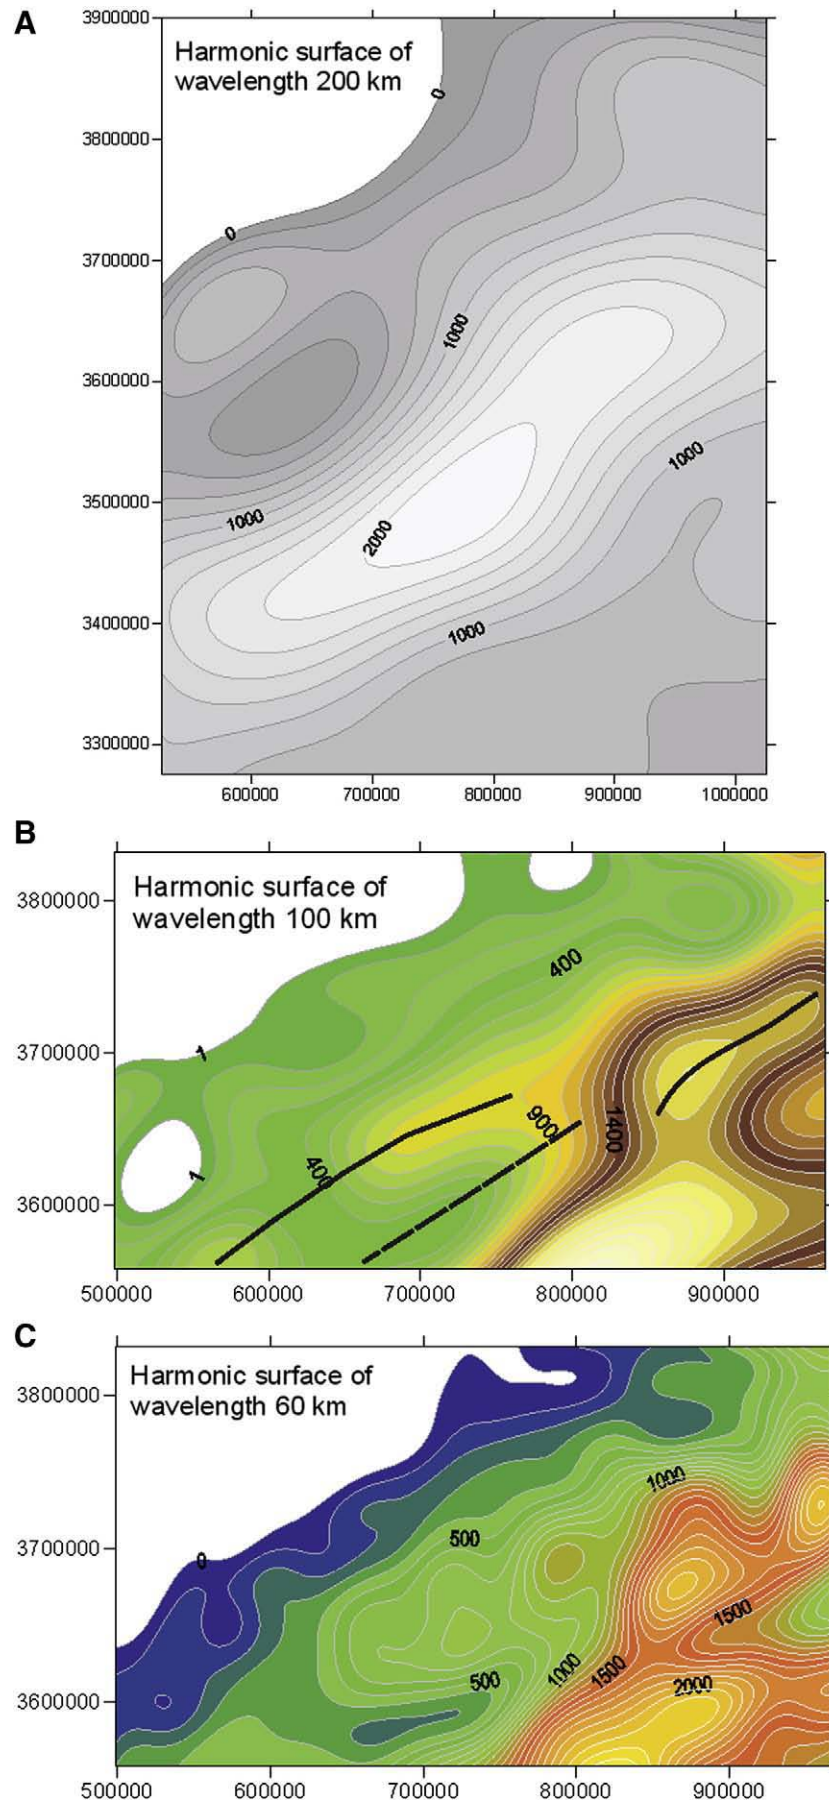 A
Harmonic surface of
wavelength 200 km
3900000
3800000
3700000
3600000
3500000
3400000
3300000
0
0
1000
1000
1000
2000
1000
600000 700000 800000 900000 1000000
B
Harmonic surface of
wavelength 100 km
3800000
3700000
3600000
400
1
1
400
900
1400
500000 600000 700000 800000 900000
C
Harmonic surface of
wavelength 60 km
3800000
3700000
3600000
0
500
1000
1500
500
1000
1500
2000
500000 600000 700000 800000 900000